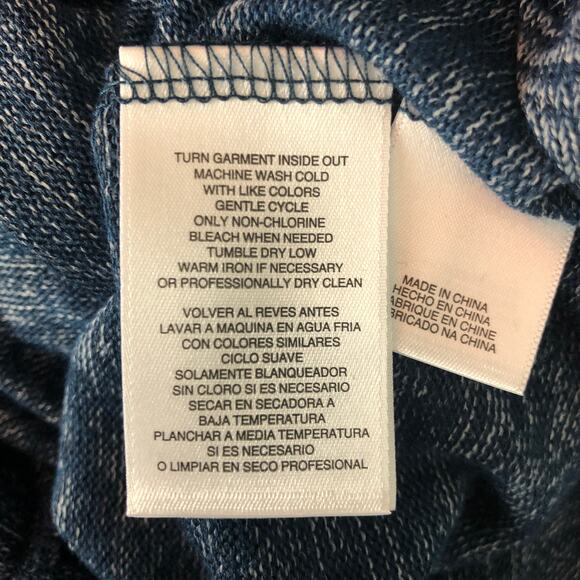 TURN GARMENT INSIDE OUT
MACHINE WASH COLD
WITH LIKE COLORS
GENTLE CYCLE
ONLY NON-CHLORINE
BLEACH WHEN NEEDED
TUMBLE DRY LOW
WARM IRON IF NECESSARY
OR PROFESSIONALLY DRY CLEAN
VOLVER AL REVES ANTES
LAVAR A MAQUINA EN AGUA FRIA
CON COLORES SIMILARES
CICLO SUAVE
SOLAMENTE BLANQUEADOR
SIN CLORO SI ES NECESARIO
SECAR EN SECADORA A
BAJA TEMPERATURA
PLANCHAR A MEDIA TEMPERATURA
SI ES NECESARIO
O LIMPIAR EN SECO PROFESIONAL
MADE IN CHINA
HECHO EN CHINA
FABRIQUE EN CHINE
FABRICADO NA CHINA